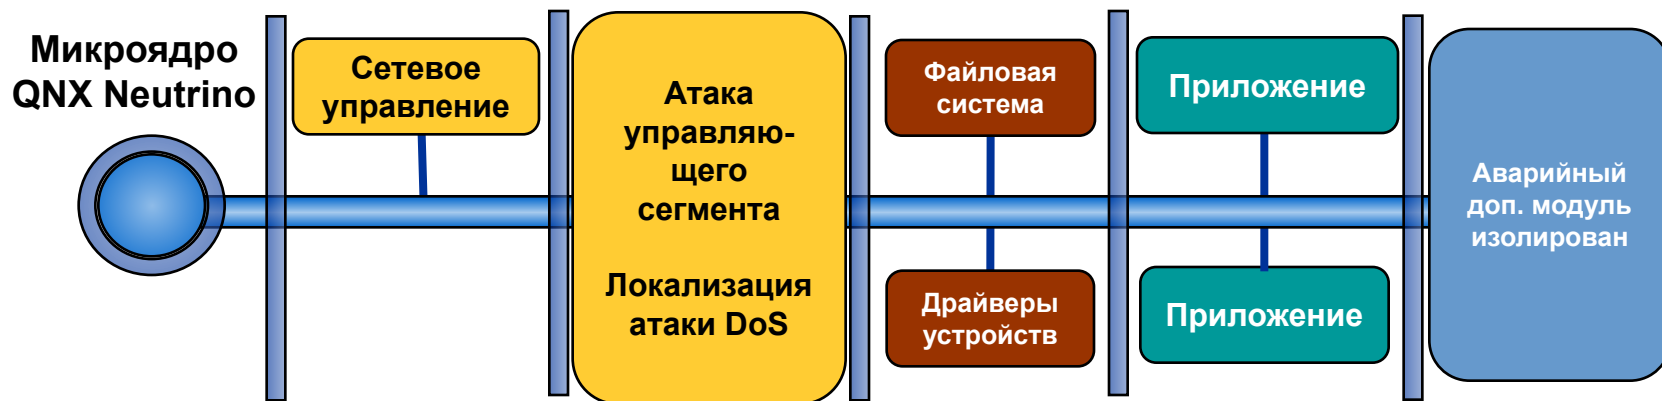 Микроядро
QNX Neutrino
Сетевое
управление
Атака
управляю-
щего
сегмента
Локализация
атаки DoS
Файловая
система
Драйверы
устройств
Приложение
Приложение
Аварийный
доп. модуль
изолирован